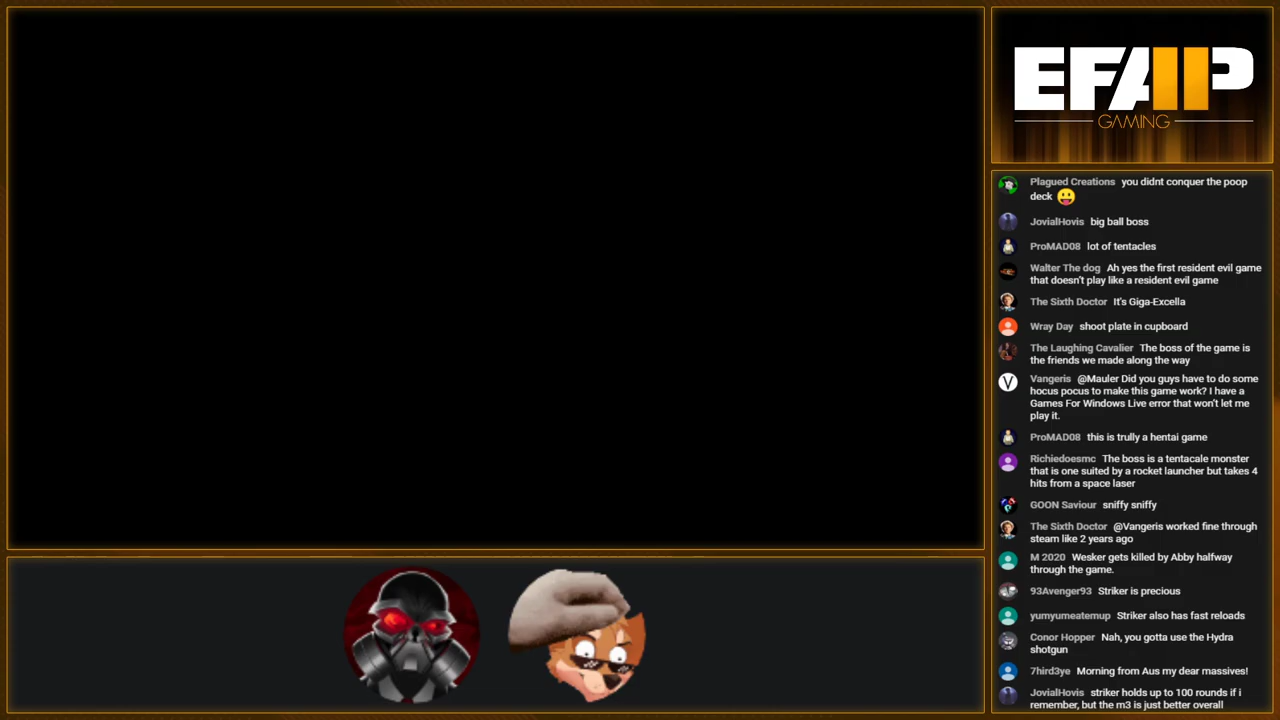 EFAP
GAMING
Plagued Creations you didnt conquer the poop
deck 😛
JovialHovis big ball boss
ProMAD08 lot of tentacles
Walter The dog Ah yes the first resident evil game
that doesn't play like a resident evil game
The Sixth Doctor It's Giga-Excella
Wray Day shoot plate in cupboard
The Laughing Cavalier The boss of the game is
the friends we made along the way
V
Vangeris @Mauler Did you guys have to do some
hocus pocus to make this game work? I have a
Games For Windows Live error that won't let me
play it.
ProMAD08 this is trully a hentai game
Richiedoesmc The boss is a tentacale monster
that is one suited by a rocket launcher but takes 4
hits from a space laser
GOON Saviour sniffy sniffy
The Sixth Doctor @Vangeris worked fine through
steam like 2 years ago
M 2020 Wesker gets killed by Abby halfway
through the game.
93Avenger93 Striker is precious
yumyumeatemup Striker also has fast reloads
Conor Hopper Nah, you gotta use the Hydra
shotgun
7hird3ye Morning from Aus my dear massives!
JovialHovis striker holds up to 100 rounds if i
remember, but the m3 is just better overall